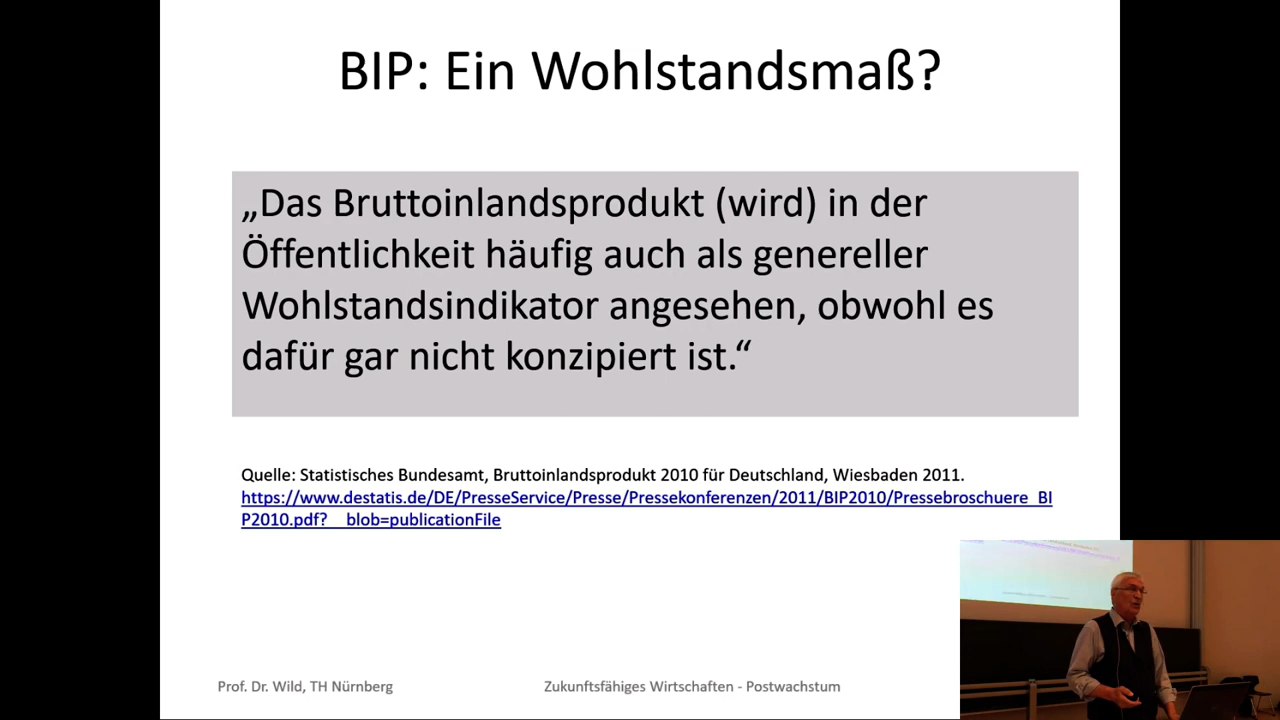 BIP: Ein Wohlstandsmaß?
„Das Bruttoinlandsprodukt (wird) in der
Öffentlichkeit häufig auch als genereller
Wohlstandsindikator angesehen, obwohl es
dafür gar nicht konzipiert ist.“
Quelle: Statistisches Bundesamt, Bruttoinlandsprodukt 2010 für Deutschland, Wiesbaden 2011.
https://www.destatis.de/DE/PresseService/Presse/Pressekonferenzen/2011/BIP2010/Pressebroschuere_BI
P2010.pdf?__blob=publicationFile
Prof. Dr. Wild, TH Nürnberg
Zukunftsfähiges Wirtschaften - Postwachstum